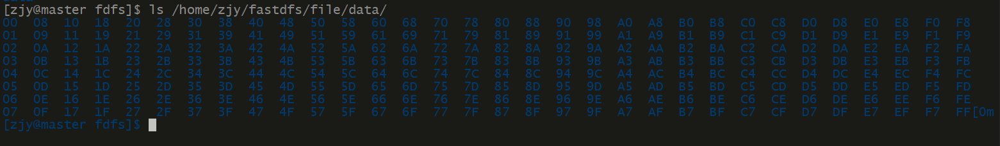 [zjy@master fdfs]$ ls /home/zjy/fastdfs/file/data/
00 08 10 18 20 28 30 38 40 48 50 58 60 68 70 78 80 88 90 98 A0 A8 B0 B8 C0 C8 D0 D8 E0 E8 F0 F8
01 09 11 19 21 29 31 39 41 49 51 59 61 69 71 79 81 89 91 99 A1 A9 B1 B9 C1 C9 D1 D9 E1 E9 F1 F9
02 0A 12 1A 22 2A 32 3A 42 4A 52 5A 62 6A 72 7A 82 8A 92 9A A2 AA B2 BA C2 CA D2 DA E2 EA F2 FA
03 0B 13 1B 23 2B 33 3B 43 4B 53 5B 63 6B 73 7B 83 8B 93 9B A3 AB B3 BB C3 CB D3 DB E3 EB F3 FB
04 0C 14 1C 24 2C 34 3C 44 4C 54 5C 64 6C 74 7C 84 8C 94 9C A4 AC B4 BC C4 CC D4 DC E4 EC F4 FC
05 0D 15 1D 25 2D 35 3D 45 4D 55 5D 65 6D 75 7D 85 8D 95 9D A5 AD B5 BD C5 CD D5 DD E5 ED F5 FD
06 0E 16 1E 26 2E 36 3E 46 4E 56 5E 66 6E 76 7E 86 8E 96 9E A6 AE B6 BE C6 CE D6 DE E6 EE F6 FE
07 0F 17 1F 27 2F 37 3F 47 4F 57 5F 67 6F 77 7F 87 8F 97 9F A7 AF B7 BF C7 CF D7 DF E7 EF F7 FF[0m
[zjy@master fdfs]$